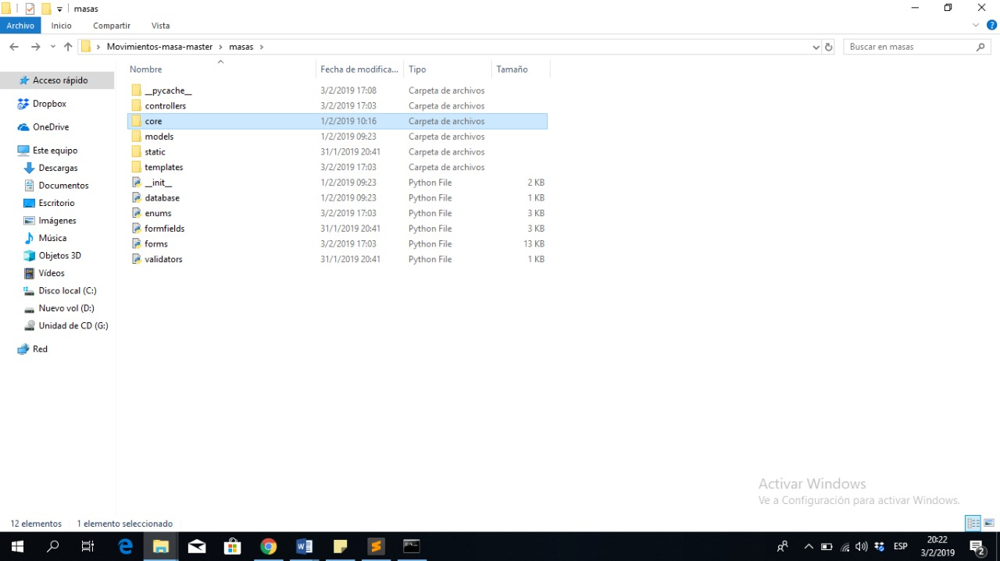 masas
Archivo Inicio Compartir Vista
Movimientos-masa-master masas Buscar en masas
Nombre Fecha de modifica... Tipo Tamaño
Acceso rápido
Dropbox
OneDrive
Este equipo
Descargas
Documentos
Escritorio
Imágenes
Música
Objetos 3D
Vídeos
Disco local (C:)
Nuevo vol (D:)
Unidad de CD (G:)
Red
__pycache__ 3/2/2019 17:08 Carpeta de archivos
controllers 3/2/2019 17:03 Carpeta de archivos
core 1/2/2019 10:16 Carpeta de archivos
models 1/2/2019 09:23 Carpeta de archivos
static 31/1/2019 20:41 Carpeta de archivos
templates 3/2/2019 17:03 Carpeta de archivos
__init__ 1/2/2019 09:23 Python File 2 KB
database 1/2/2019 09:23 Python File 1 KB
enums 3/2/2019 17:03 Python File 3 KB
formfields 31/1/2019 20:41 Python File 3 KB
forms 3/2/2019 17:03 Python File 13 KB
validators 31/1/2019 20:41 Python File 1 KB
Activar Windows
Ve a Configuración para activar Windows.
12 elementos 1 elemento seleccionado
ESP
20:22
3/2/2019
2